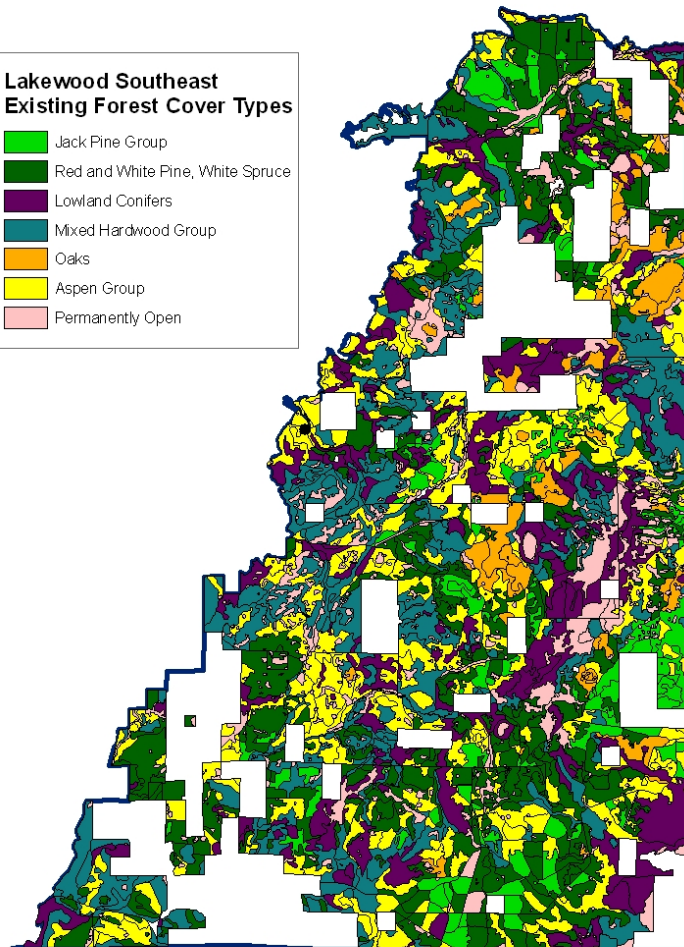 Lakewood Southeast
Existing Forest Cover Types
Jack Pine Group
Red and White Pine, White Spruce
Lowland Conifers
Mixed Hardwood Group
Oaks
Aspen Group
Permanently Open